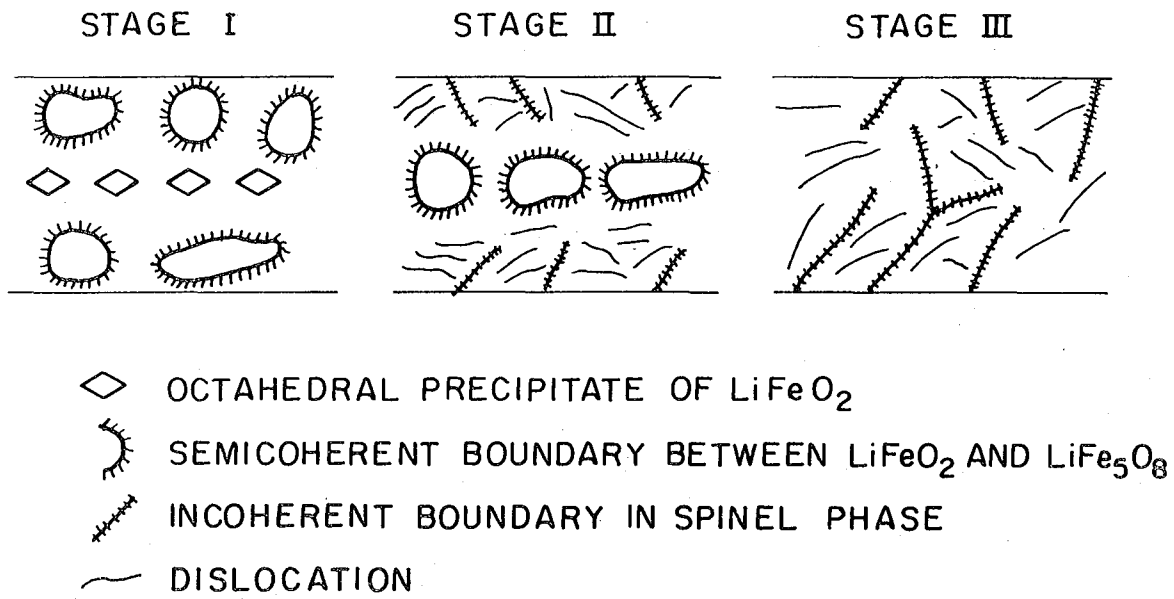 STAGE I STAGE II STAGE III
OCTAHEDRAL PRECIPITATE OF LiFeO₂
SEMICOHERENT BOUNDARY BETWEEN LiFeO₂ AND LiFe₅O₈
INCOHERENT BOUNDARY IN SPINEL PHASE
DISLOCATION